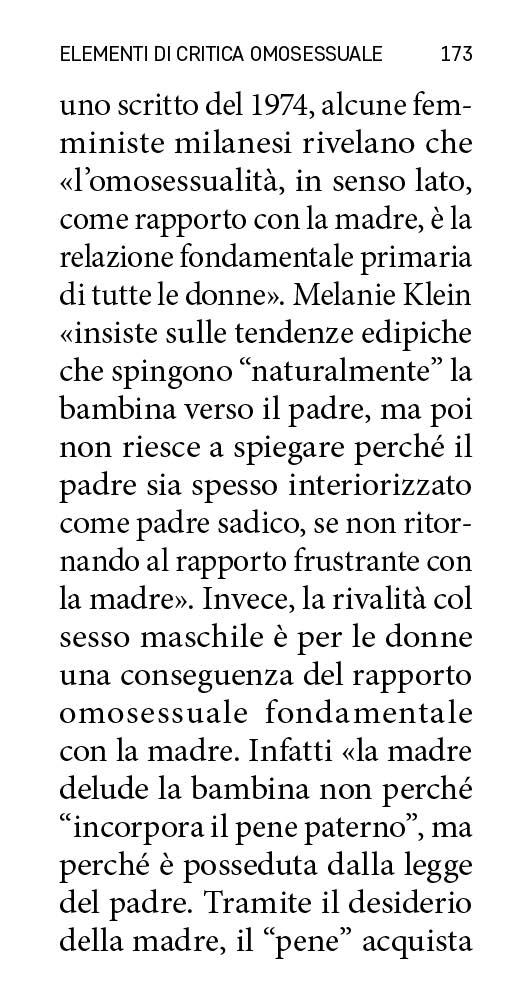 ELEMENTI DI CRITICA OMOSESSUALE 173
uno scritto del 1974, alcune fem-
ministe milanesi rivelano che
«l’omosessualità, in senso lato,
come rapporto con la madre, è la
relazione fondamentale primaria
di tutte le donne». Melanie Klein
«insiste sulle tendenze edipiche
che spingono “naturalmente” la
bambina verso il padre, ma poi
non riesce a spiegare perché il
padre sia spesso interiorizzato
come padre sadico, se non ritor-
nando al rapporto frustrante con
la madre». Invece, la rivalità col
sesso maschile è per le donne
una conseguenza del rapporto
omosessuale fondamentale
con la madre. Infatti «la madre
delude la bambina non perché
“incorpora il pene paterno”, ma
perché è posseduta dalla legge
del padre. Tramite il desiderio
della madre, il “pene” acquista